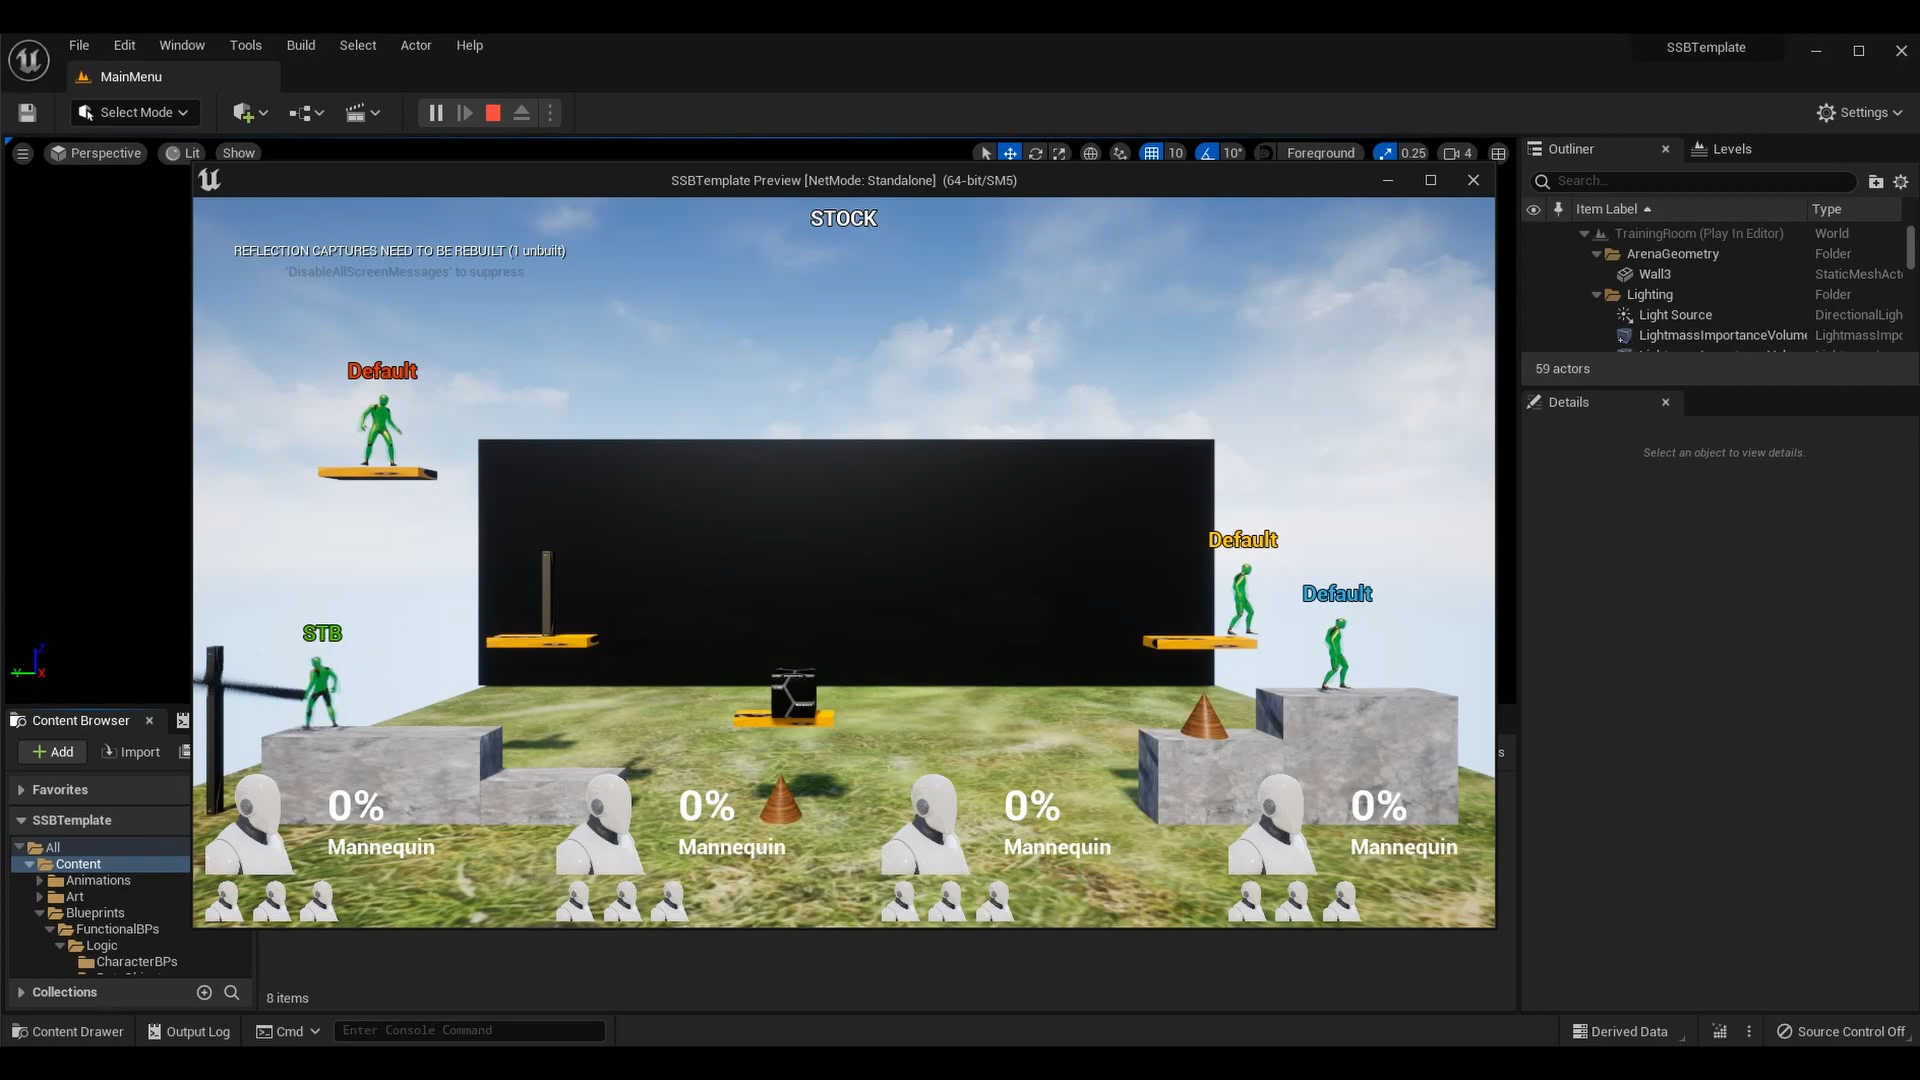 File Edit Window Tools Build Select Actor Help
SSBTemplate
MainMenu
Select Mode
Settings
Perspective Lit Show
10 10° Foreground 0.25 4
Outliner Levels
Search...
Item Label Type
TrainingRoom (Play In Editor) World
ArenaGeometry Folder
Wall3 StaticMeshAct
Lighting Folder
Light Source DirectionalLigh
LightmassImportanceVolume LightmassImpo
59 actors
Details
Select an object to view details.
SSBTemplate Preview [NetMode: Standalone] (64-bit/SM5)
STOCK
REFLECTION CAPTURES NEED TO BE REBUILT (1 unbuilt)
'DisableAllScreenMessages' to suppress
Default
Default
Default
STB
0% 0% 0% 0%
Mannequin Mannequin Mannequin Mannequin
Z
Y X
Content Browser
Add Import
s
Favorites
SSBTemplate
All
Content
Animations
Art
Blueprints
FunctionalBPs
Logic
CharacterBPs
Collections
8 items
Content Drawer Output Log Cmd Enter Console Command
Derived Data Source Control Off